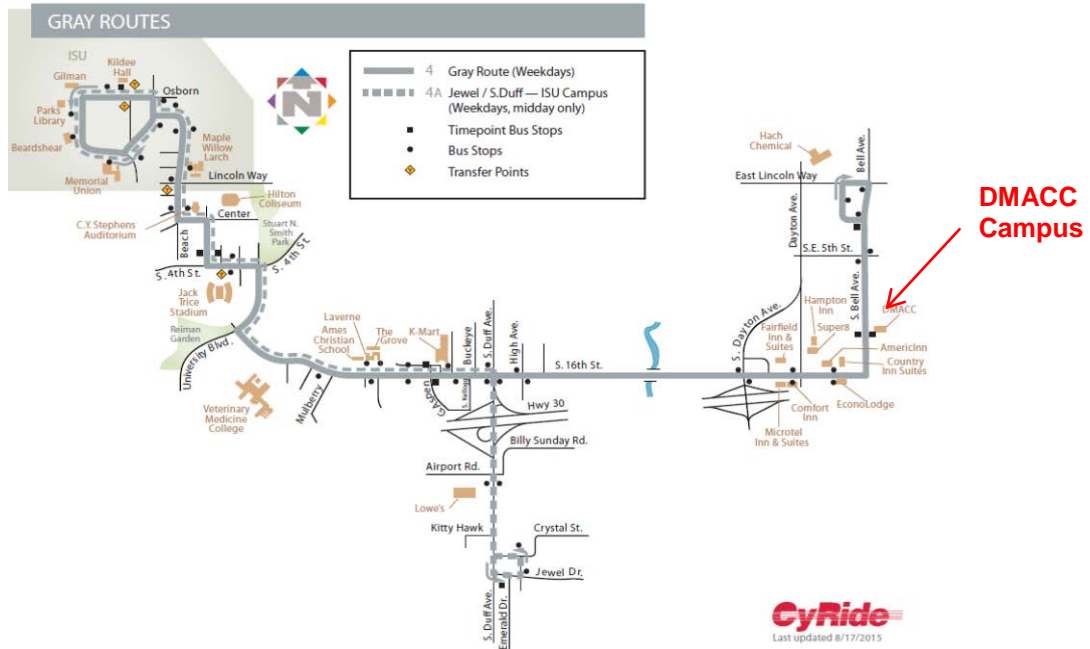 GRAY ROUTES
ISU
Kildee
Hall
Gilman
Osborn
Parks
Library
Beardshear
Maple
Willow
Larch
Memorial
Union
Lincoln Way
Hilton
Coliseum
C.Y. Stephens
Auditorium
Center
Beach
Stuart N.
Smith
Park
S. 4th St.
S. 4th St.
Jack
Trice
Stadium
Reiman
Garden
University Blvd.
Veterinary
Medicine
College
Mulberry
N
4 Gray Route (Weekdays)
4A Jewel / S.Duff — ISU Campus
(Weekdays, midday only)
Timepoint Bus Stops
Bus Stops
T Transfer Points
Laverne
Ames
Christian
School
The
Grove
K-Mart
Buckeye
S. Duff Ave.
High Ave.
S. 16th St.
G. Aspen
S. Kellogg
Hwy 30
Billy Sunday Rd.
Airport Rd.
Lowe's
Kitty Hawk
Crystal St.
Jewel Dr.
S. Duff Ave.
Emerald Dr.
Hach
Chemical
Bell Ave.
East Lincoln Way
Dayton Ave.
S.E. 5th St.
S. Bell Ave.
DMACC
Campus
DMACC
Hampton
Inn
Super8
Fairfield
Inn &
Suites
S. Dayton Ave.
AmericInn
Country
Inn Suites
EconoLodge
Comfort
Inn
Microtel
Inn & Suites
CyRide
Last updated 8/17/2015